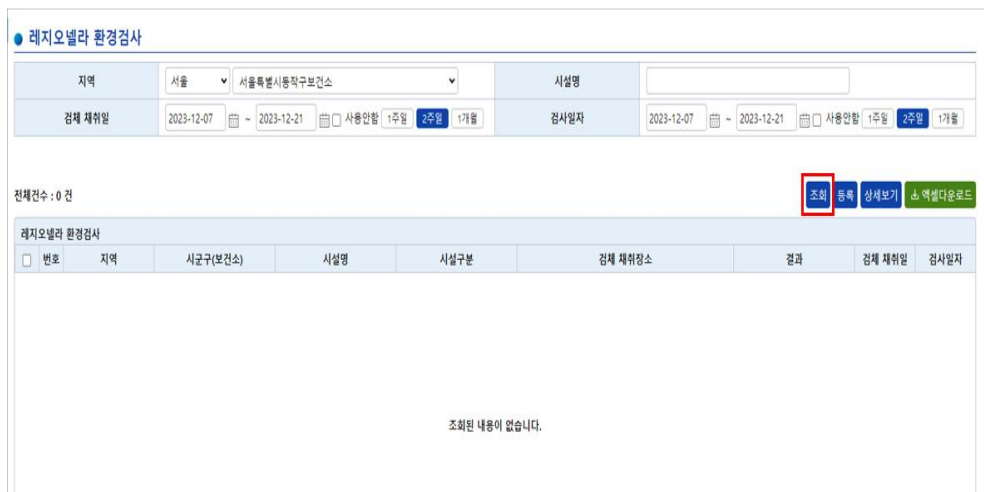 레지오넬라 환경검사
지역 서울 서울특별시동작구보건소 시설명
검체 채취일 2023-12-07 ~ 2023-12-21 사용안함 1주일 2주일 1개월 검사일자 2023-12-07 ~ 2023-12-21 사용안함 1주일 2주일 1개월
전체건수 : 0 건 조회 등록 상세보기 엑셀다운로드
레지오넬라 환경검사
번호 지역 시군구(보건소) 시설명 시설구분 검체 채취장소 결과 검체 채취일 검사일자
조회된 내용이 없습니다.